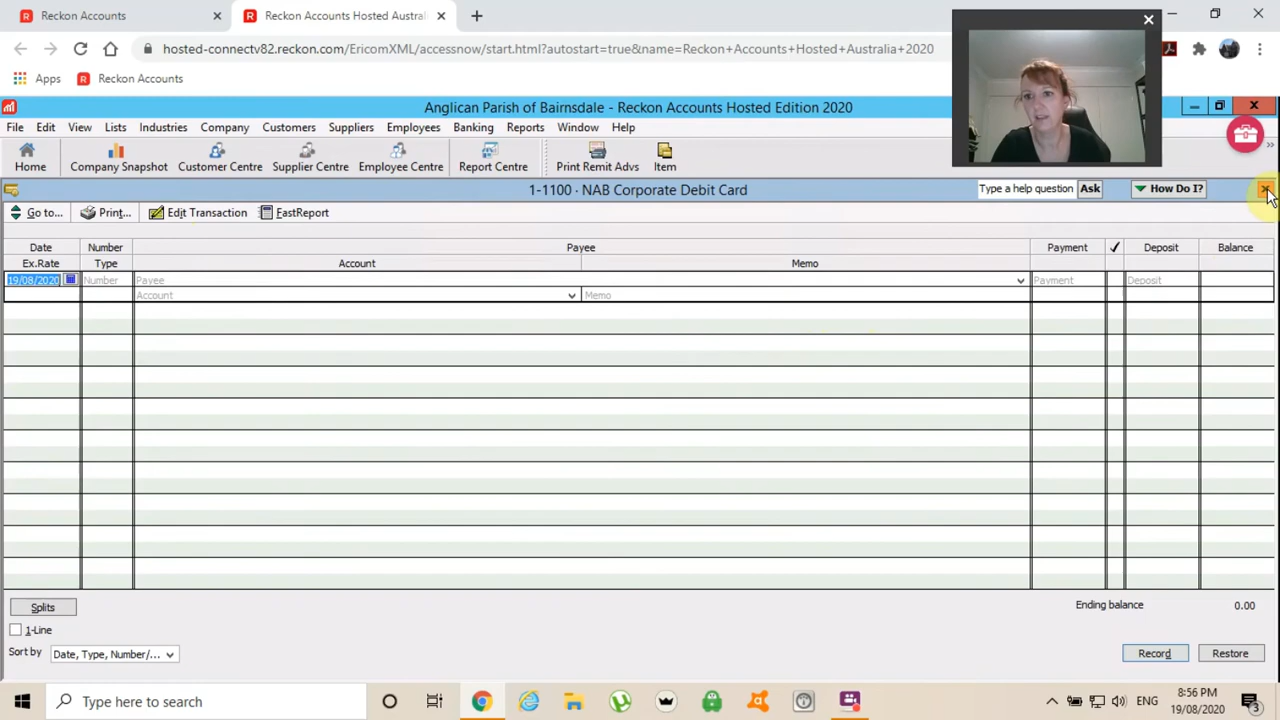 Reckon Accounts
Reckon Accounts Hosted Austral
hosted-connectv82.reckon.com/EricomXML/accessnow/start.html?autostart=true&name=Reckon+Accounts+Hosted+Australia+2020
Apps
Reckon Accounts
Anglican Parish of Bairnsdale - Reckon Accounts Hosted Edition 2020
File Edit View Lists Industries Company Customers Suppliers Employees Banking Reports Window Help
Home Company Snapshot Customer Centre Supplier Centre Employee Centre Report Centre Print Remit Advs Item
1-1100 · NAB Corporate Debit Card
Type a help question Ask How Do I?
Go to... Print... Edit Transaction FastReport
Date Number Payee Payment ✓ Deposit Balance
Ex.Rate Type Account Memo
19/08/2020 Number Payee Payment Deposit
Account Memo
Splits
Ending balance 0.00
1-Line
Sort by Date, Type, Number/...
Record Restore
Type here to search
ENG
8:56 PM
19/08/2020
3